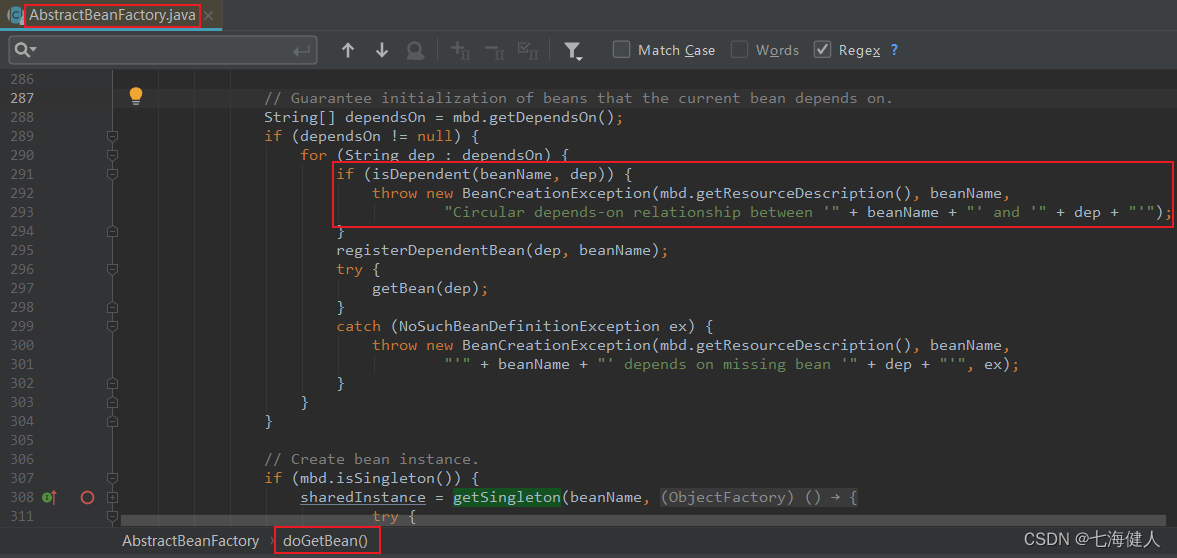 AbstractBeanFactory.java
Match Case Words Regex ?
286
287 // Guarantee initialization of beans that the current bean depends on.
288 String[] dependsOn = mbd.getDependsOn();
289 if (dependsOn != null) {
290 for (String dep : dependsOn) {
291 if (isDependent(beanName, dep)) {
292 throw new BeanCreationException(mbd.getResourceDescription(), beanName,
293 "Circular depends-on relationship between '" + beanName + "' and '" + dep + "'");
294 }
295 registerDependentBean(dep, beanName);
296 try {
297 getBean(dep);
298 }
299 catch (NoSuchBeanDefinitionException ex) {
300 throw new BeanCreationException(mbd.getResourceDescription(), beanName,
301 "'" + beanName + "' depends on missing bean '" + dep + "'", ex);
302 }
303 }
304 }
305
306 // Create bean instance.
307 if (mbd.isSingleton()) {
308 sharedInstance = getSingleton(beanName, (ObjectFactory) () → {
311 try {
AbstractBeanFactory › doGetBean()
CSDN @七海健人